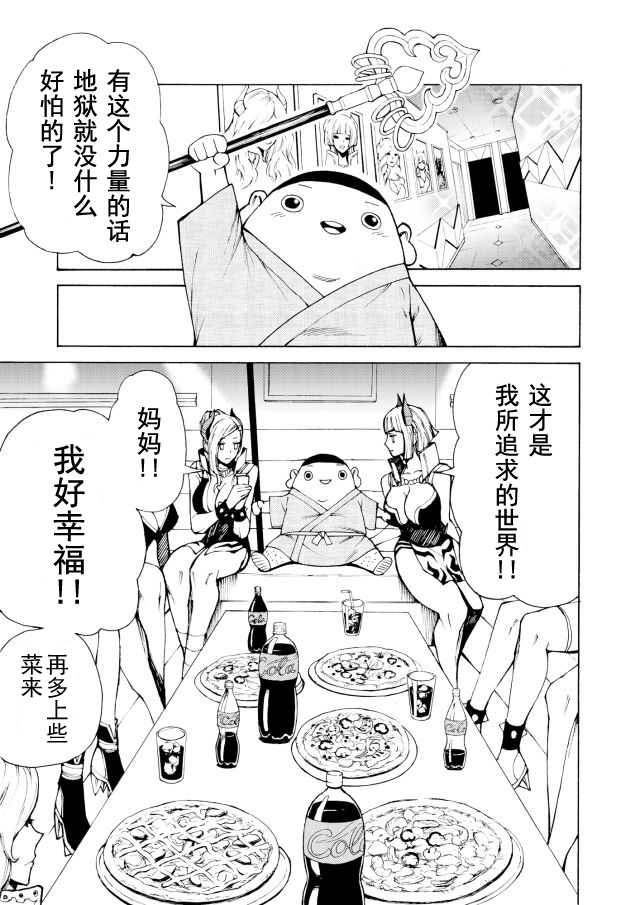 有这个力量的话
地狱就没什么
好怕的了！
这才是
我所追求的世界！！
妈妈！！
我好幸福！！
再多上些
菜来
Cola
Cola
Cola
Cola